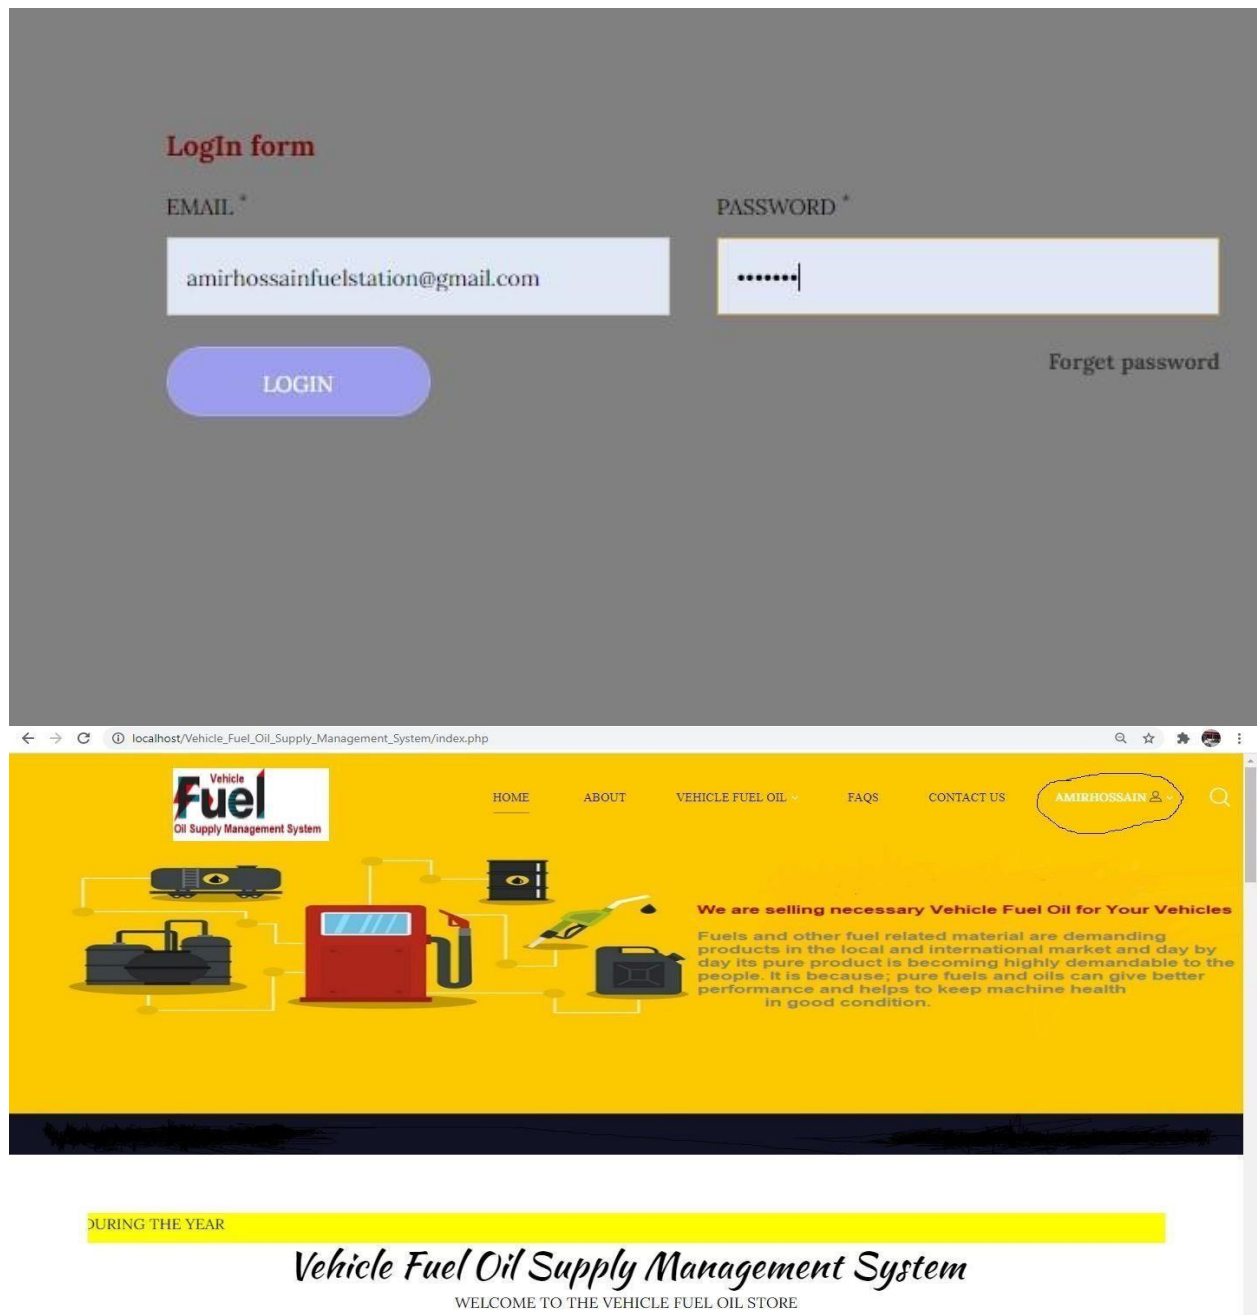 LogIn form
EMAIL *
PASSWORD *
amirhossainfuelstation@gmail.com
•••••••
LOGIN
Forget password
localhost/Vehicle_Fuel_Oil_Supply_Management_System/index.php
Vehicle
Fuel
Oil Supply Management System
HOME
ABOUT
VEHICLE FUEL OIL
FAQS
CONTACT US
AMIRHOSSAIN
We are selling necessary Vehicle Fuel Oil for Your Vehicles
Fuels and other fuel related material are demanding
products in the local and international market and day by
day its pure product is becoming highly demandable to the
people. It is because; pure fuels and oils can give better
performance and helps to keep machine health
in good condition.
DURING THE YEAR
Vehicle Fuel Oil Supply Management System
WELCOME TO THE VEHICLE FUEL OIL STORE